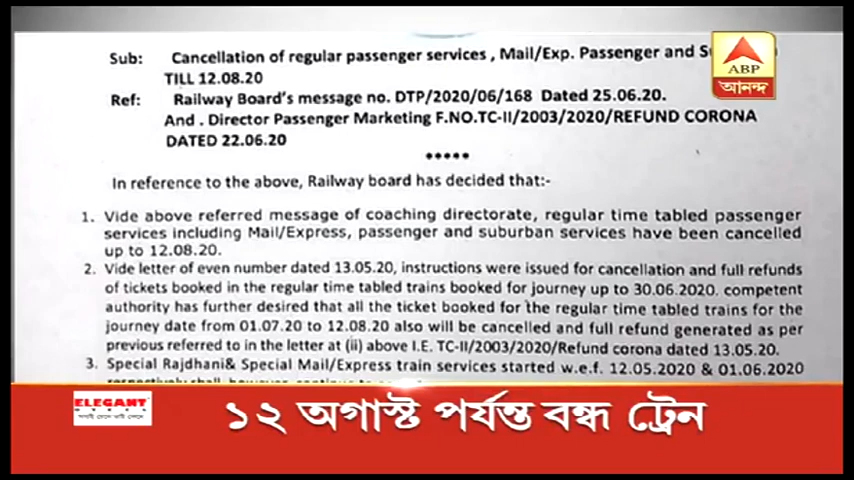 Sub: Cancellation of regular passenger services , Mail/Exp. Passenger and
TILL 12.08.20
Ref: Railway Board's message no. DTP/2020/06/168 Dated 25.06.20.
And . Director Passenger Marketing F.NO.TC-II/2003/2020/REFUND CORONA
DATED 22.06.20
•••••
In reference to the above, Railway board has decided that:-
1. Vide above referred message of coaching directorate, regular time tabled passenger
services including Mail/Express, passenger and suburban services have been cancelled
up to 12.08.20.
2. Vide letter of even number dated 13.05.20, instructions were issued for cancellation and full refunds
of tickets booked in the regular time tabled trains booked for journey up to 30.06.2020. competent
authority has further desired that all the ticket booked for the regular time tabled trains for the
journey date from 01.07.20 to 12.08.20 also will be cancelled and full refund generated as per
previous referred to in the letter at (ii) above I.E. TC-II/2003/2020/Refund corona dated 13.05.20.
3. Special Rajdhani& Special Mail/Express train services started w.e.f. 12.05.2020 & 01.06.2020
ABP
আনন্দ
ELEGANT
১২ অগাস্ট পর্যন্ত বন্ধ ট্রেন